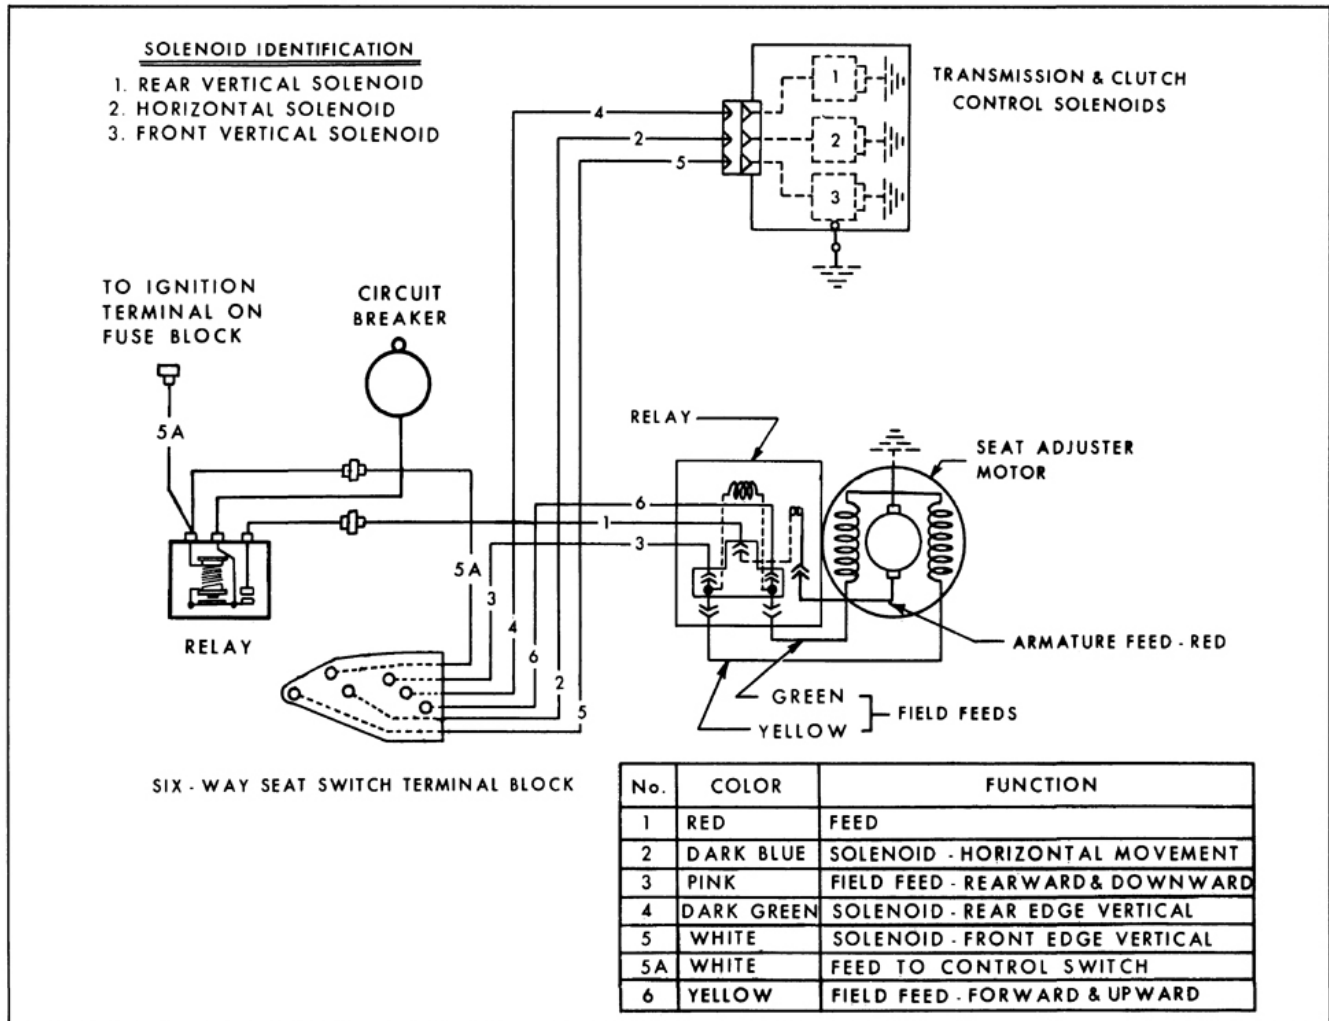 SOLENOID IDENTIFICATION
1. REAR VERTICAL SOLENOID
2. HORIZONTAL SOLENOID
3. FRONT VERTICAL SOLENOID
TRANSMISSION & CLUTCH
CONTROL SOLENOIDS
1
2
3
4
2
5
TO IGNITION
TERMINAL ON
FUSE BLOCK
CIRCUIT
BREAKER
5A
RELAY
SEAT ADJUSTER
MOTOR
6
1
3
5A
3
4
6
2
5
RELAY
ARMATURE FEED - RED
GREEN
YELLOW
FIELD FEEDS
SIX - WAY SEAT SWITCH TERMINAL BLOCK
No. COLOR FUNCTION
1 RED FEED
2 DARK BLUE SOLENOID - HORIZONTAL MOVEMENT
3 PINK FIELD FEED - REARWARD & DOWNWARD
4 DARK GREEN SOLENOID - REAR EDGE VERTICAL
5 WHITE SOLENOID - FRONT EDGE VERTICAL
5A WHITE FEED TO CONTROL SWITCH
6 YELLOW FIELD FEED - FORWARD & UPWARD